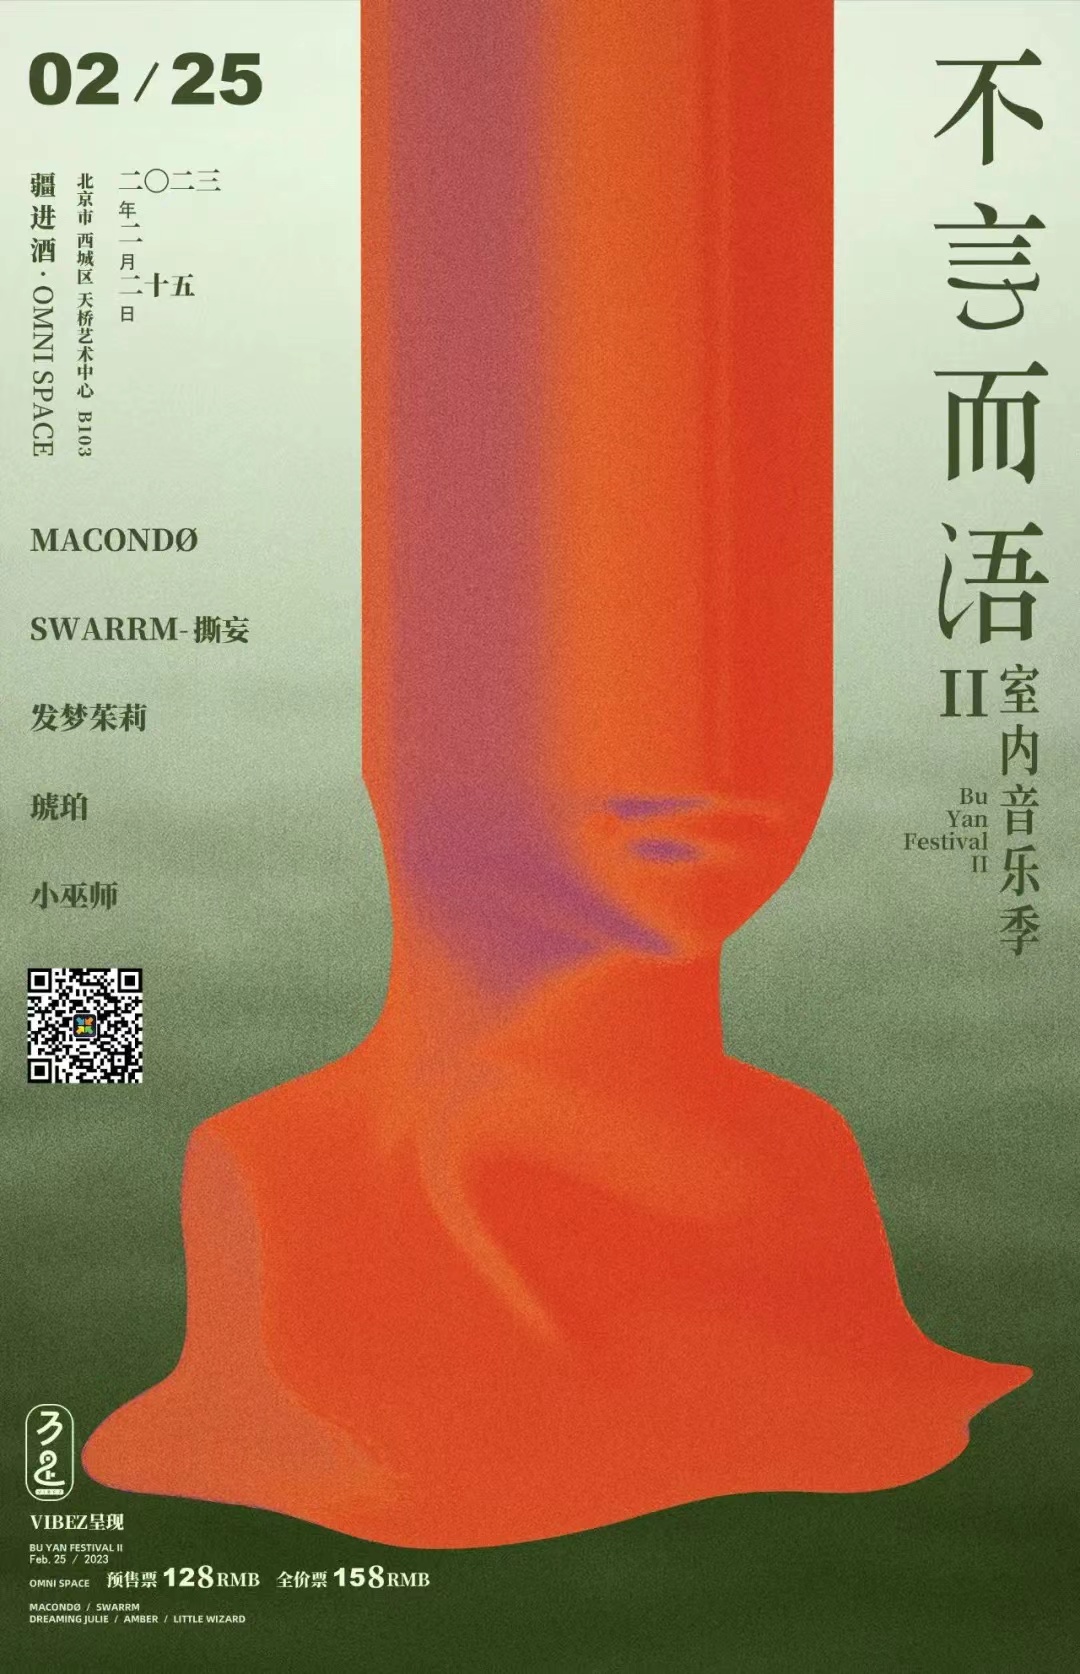 02/25
疆进酒·OMNI SPACE
北京市 西城区 天桥艺术中心 B103
二〇二三
年
二
月
二十五
日
不言而语
II
室内音乐季
Bu
Yan
Festival
II
MACONDØ
SWARRM-撕妄
发梦茱莉
琥珀
小巫师
VIBEZ呈现
BU YAN FESTIVAL II
Feb. 25 / 2023
OMNI SPACE 预售票 128RMB 全价票 158RMB
MACONDØ / SWARRM
DREAMING JULIE / AMBER / LITTLE WIZARD